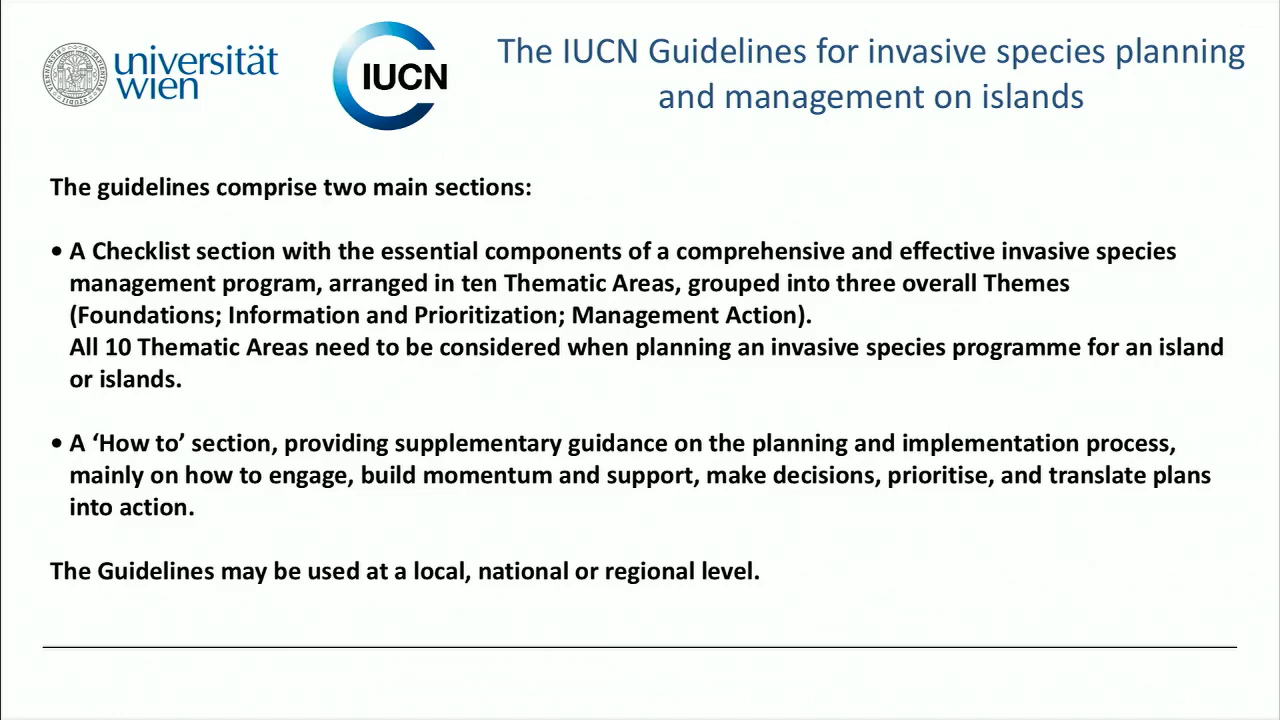 universität
wien
IUCN
The IUCN Guidelines for invasive species planning
and management on islands
The guidelines comprise two main sections:
• A Checklist section with the essential components of a comprehensive and effective invasive species
management program, arranged in ten Thematic Areas, grouped into three overall Themes
(Foundations; Information and Prioritization; Management Action).
All 10 Thematic Areas need to be considered when planning an invasive species programme for an island
or islands.
• A ‘How to’ section, providing supplementary guidance on the planning and implementation process,
mainly on how to engage, build momentum and support, make decisions, prioritise, and translate plans
into action.
The Guidelines may be used at a local, national or regional level.